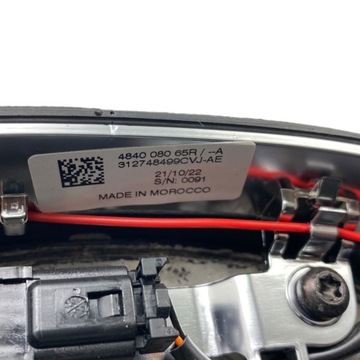 4840 080 65R / --A
312748499CVJ-AE
21/10/22
S/N: 0091
MADE IN MOROCCO